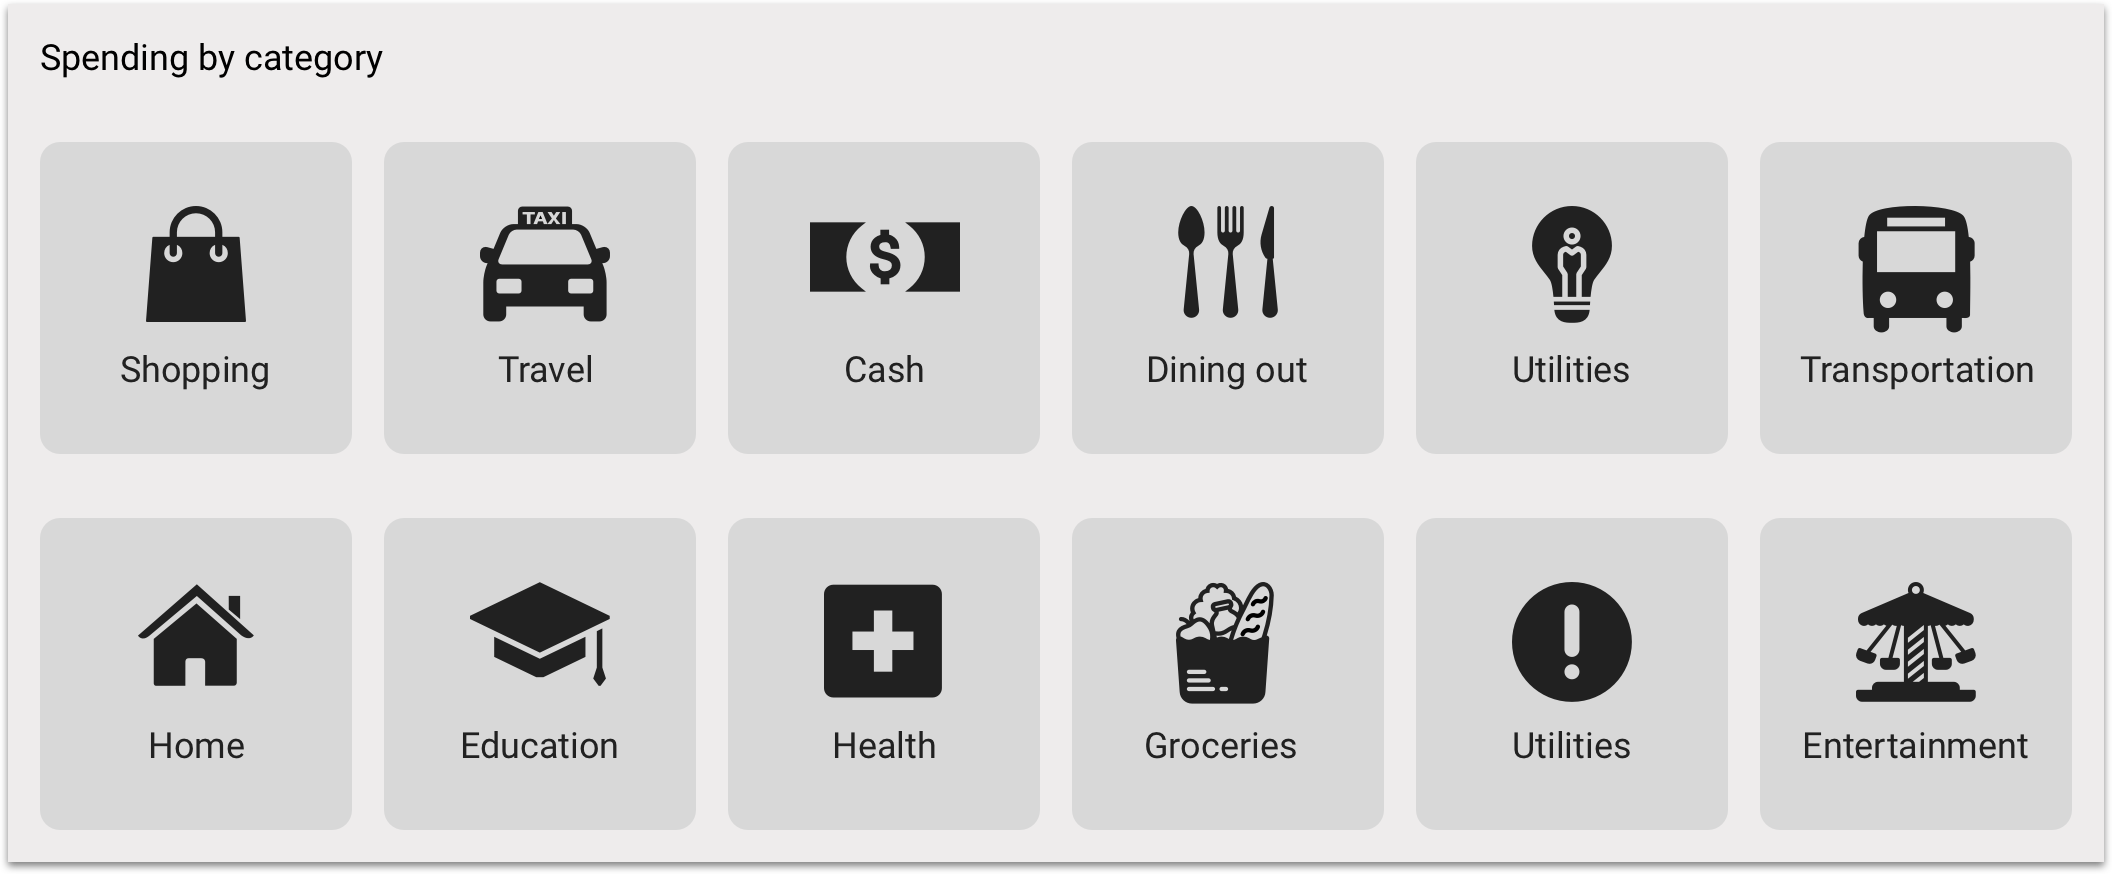 Spending by category
TAXI
$
Shopping Travel Cash Dining out Utilities Transportation
Home Education Health Groceries Utilities Entertainment